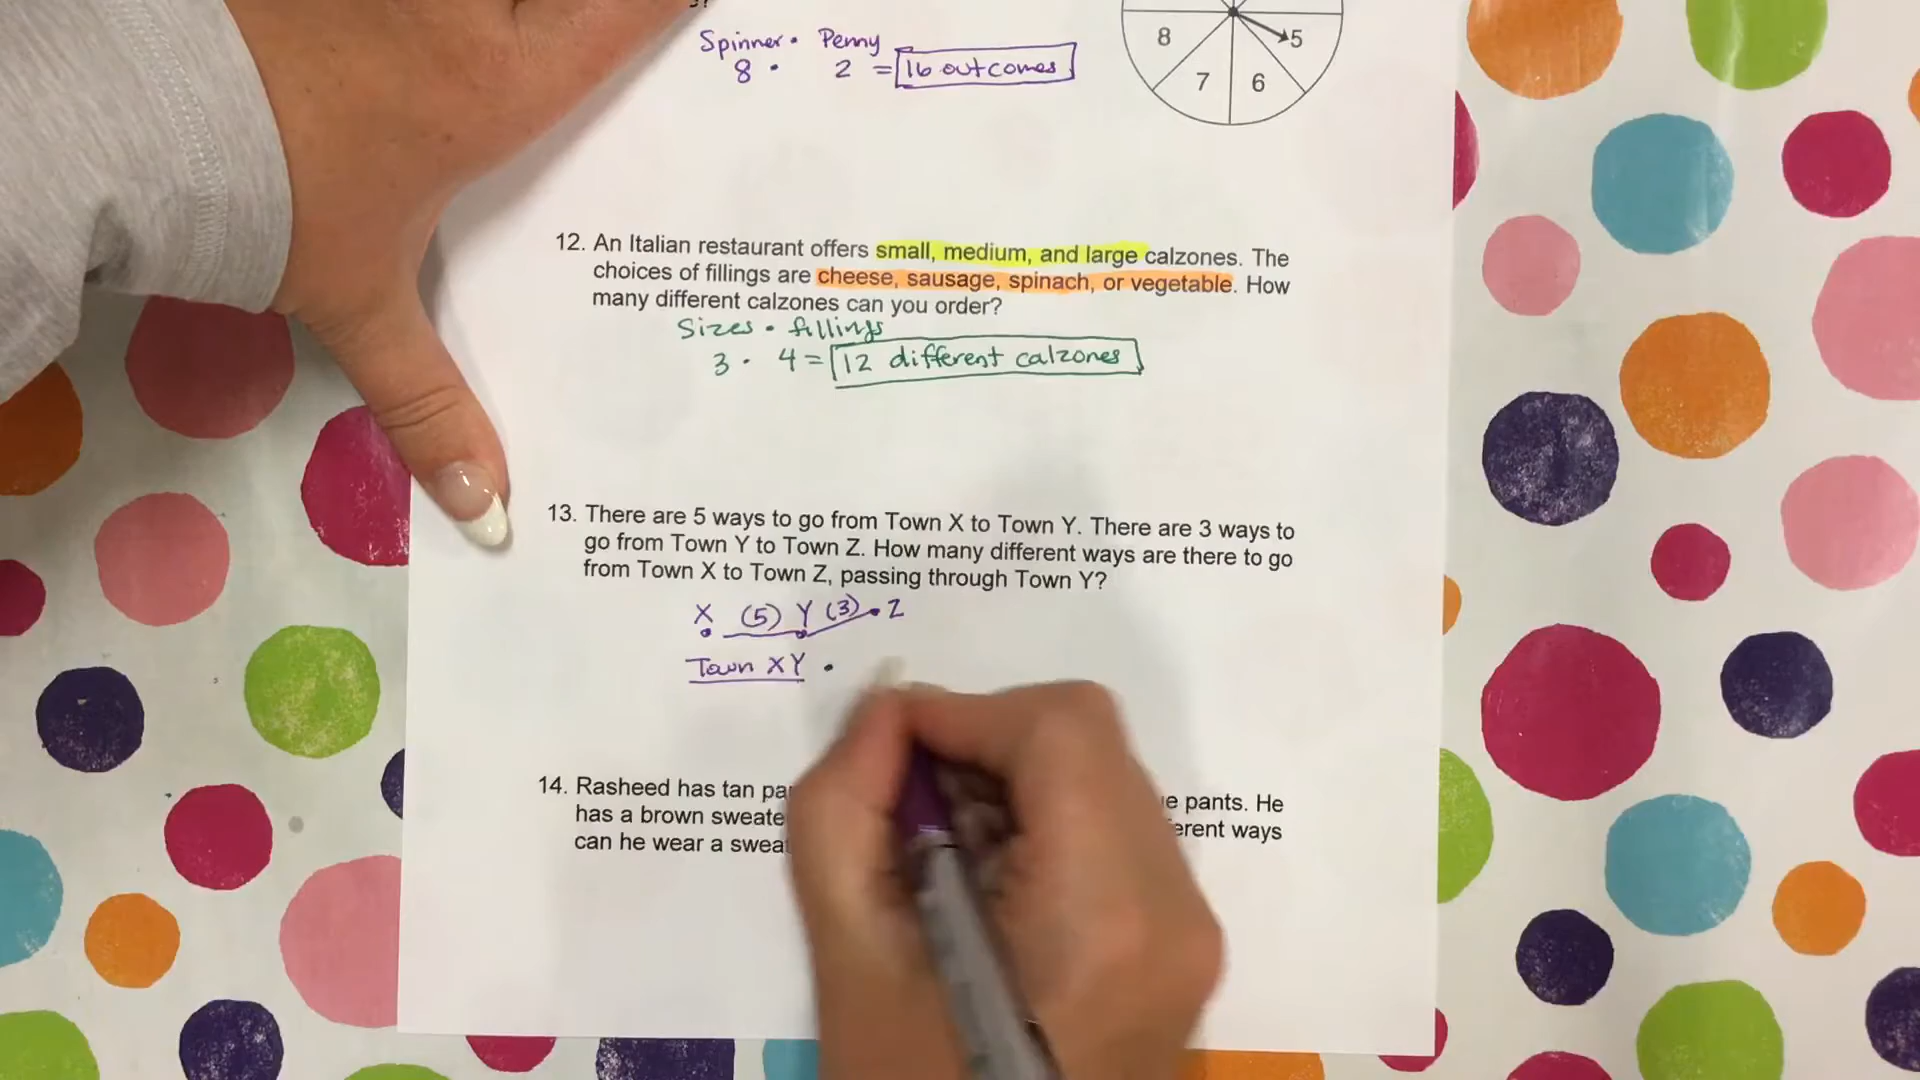 Spinner • Penny
8 • 2 = 16 outcomes
8 5
7 6
12. An Italian restaurant offers small, medium, and large calzones. The
choices of fillings are cheese, sausage, spinach, or vegetable. How
many different calzones can you order?
Sizes • fillings
3 • 4 = 12 different calzones
13. There are 5 ways to go from Town X to Town Y. There are 3 ways to
go from Town Y to Town Z. How many different ways are there to go
from Town X to Town Z, passing through Town Y?
X (5) Y (3) • Z
Town XY •
14. Rasheed has tan pants. He
has a brown ways
can he wear a